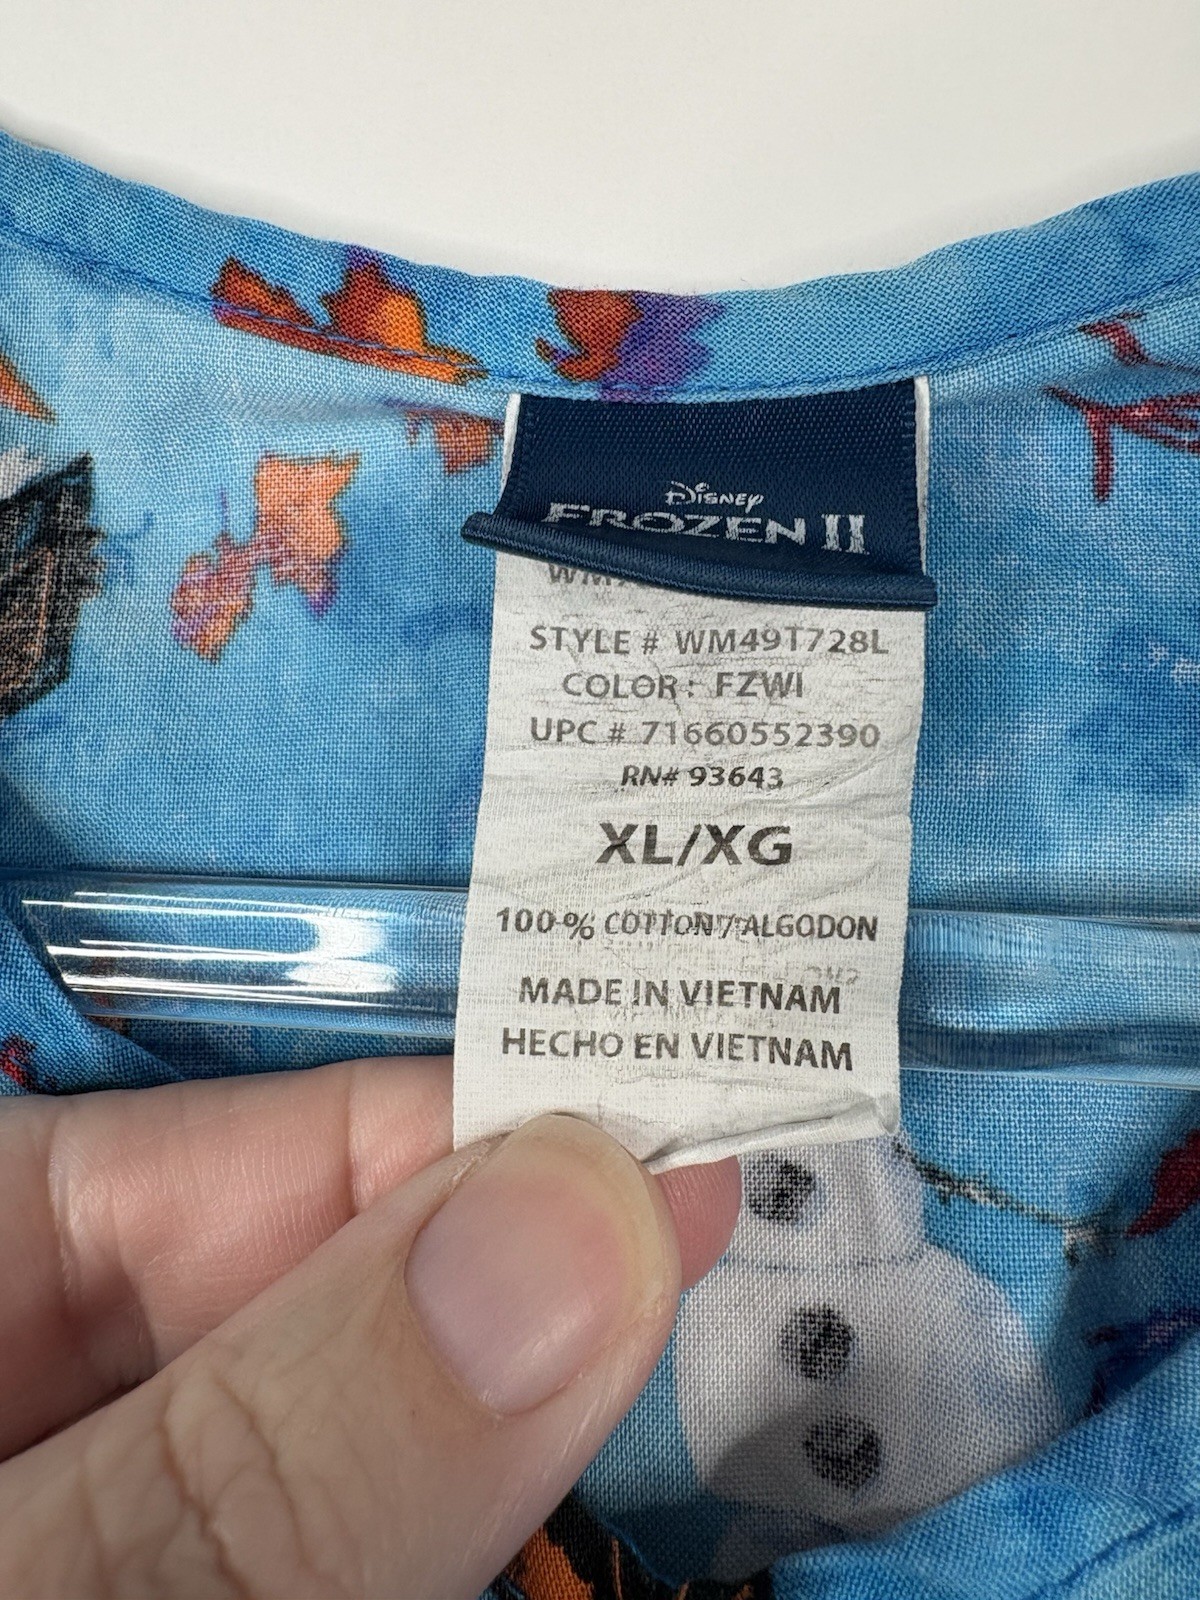 Disney
FROZEN II
STYLE # WM49T728L
COLOR: FZWI
UPC # 71660552390
RN# 93643
XL/XG
100% COTTON / ALGODON
MADE IN VIETNAM
HECHO EN VIETNAM